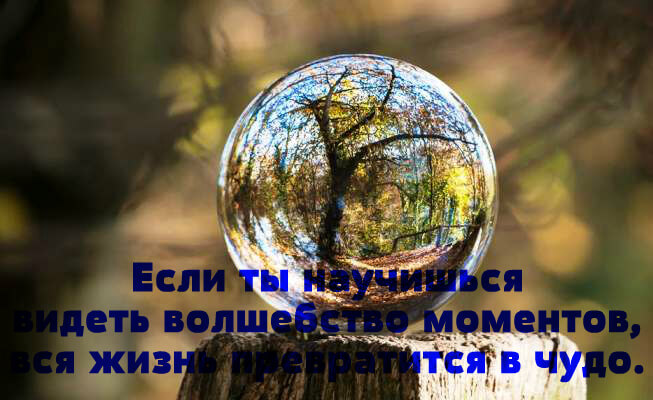 Если ты научишься
видеть волшебство моментов,
вся жизнь превратится в чудо.